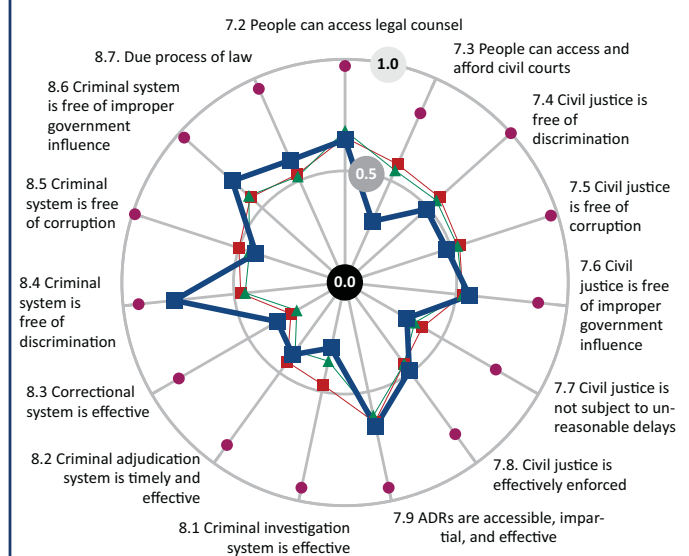 7.2 People can access legal counsel
7.3 People can access and
afford civil courts
7.4 Civil justice is
free of
discrimination
7.5 Civil justice
is free of
corruption
7.6 Civil
justice is free
of improper
government
influence
7.7 Civil justice is
not subject to un-
reasonable delays
7.8. Civil justice is
effectively enforced
7.9 ADRs are accessible, impar-
tial, and effective
8.1 Criminal investigation
system is effective
8.2 Criminal adjudication
system is timely and
effective
8.3 Correctional
system is effective
8.4 Criminal
system is
free of
discrimination
8.5 Criminal
system is free
of corruption
8.6 Criminal system
is free of improper
government
influence
8.7. Due process of law
1.0
0.5
0.0